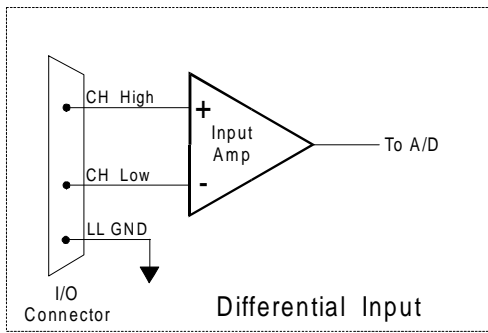 CH High
+
Input
Amp
To A/D
CH Low
-
LL GND
I/O
Connector
Differential Input